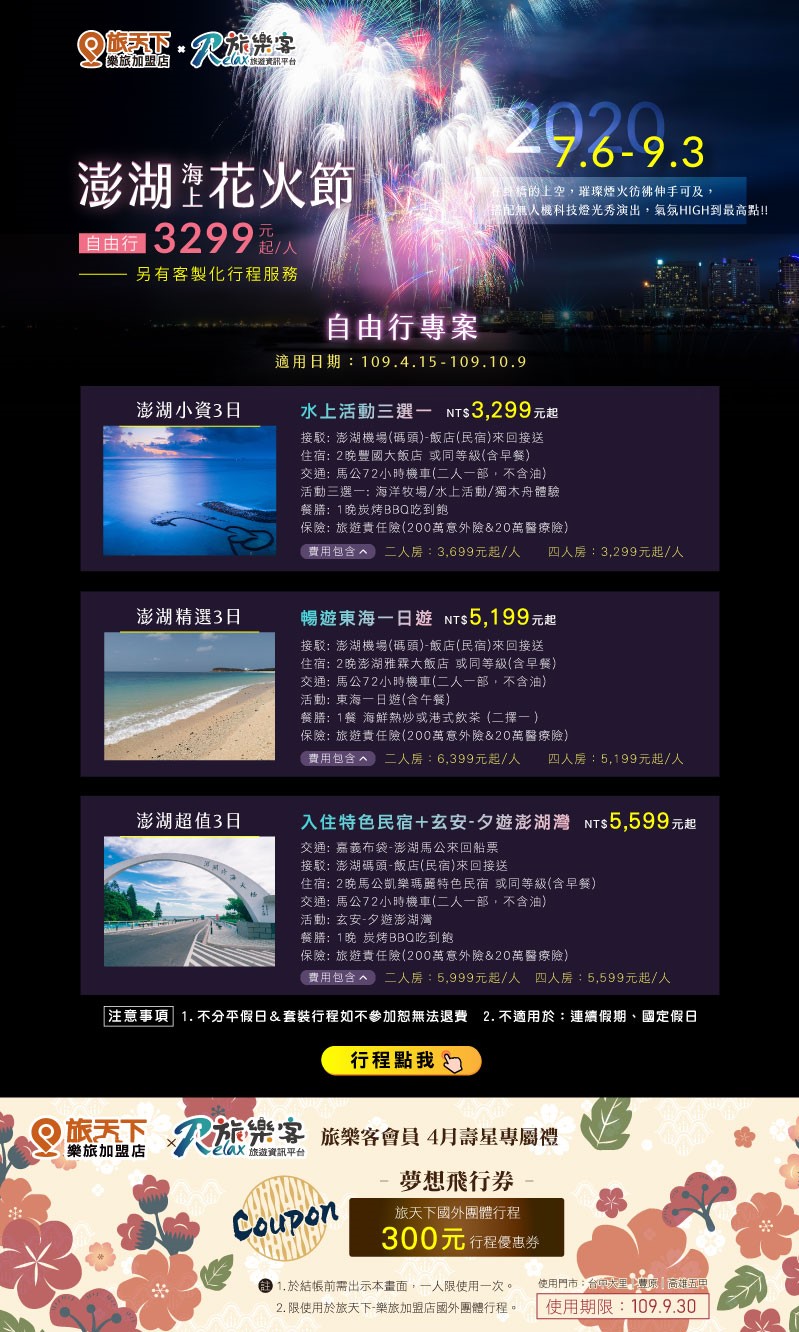 旅天下
樂旅加盟店
×
Relax旅樂客
旅遊資訊平台
2020
7.6-9.3
的上空,璀璨煙火彷彿伸手可及,
搭配無人機科技燈光秀演出,氣氛HIGH到最高點!!
澎湖海上花火節
自由行 3299元起/人
另有客製化行程服務
自由行專案
適用日期:109.4.15-109.10.9
澎湖小資3日
水上活動三選一 NT$3,299元起
接駁: 澎湖機場(碼頭)-飯店(民宿)來回接送
住宿: 2晚豐國大飯店 或同等級(含早餐)
交通: 馬公72小時機車(二人一部,不含油)
活動三選一: 海洋牧場/水上活動/獨木舟體驗
餐膳: 1晚炭烤BBQ吃到飽
保險: 旅遊責任險(200萬意外險&20萬醫療險)
費用包含 二人房:3,699元起/人 四人房:3,299元起/人
澎湖精選3日
暢遊東海一日遊 NT$5,199元起
接駁: 澎湖機場(碼頭)-飯店(民宿)來回接送
住宿: 2晚澎湖雅霖大飯店 或同等級(含早餐)
交通: 馬公72小時機車(二人一部,不含油)
活動: 東海一日遊(含午餐)
餐膳: 1餐 海鮮熱炒或港式飲茶 (二擇一)
保險: 旅遊責任險(200萬意外險&20萬醫療險)
費用包含 二人房:6,399元起/人 四人房:5,199元起/人
澎湖超值3日
入住特色民宿+玄安-夕遊澎湖灣 NT$5,599元起
交通: 嘉義布袋-澎湖馬公來回船票
接駁: 澎湖碼頭-飯店(民宿)來回接送
住宿: 2晚馬公凱樂瑪麗特色民宿 或同等級(含早餐)
交通: 馬公72小時機車(二人一部,不含油)
活動: 玄安-夕遊澎湖灣
餐膳: 1晚 炭烤BBQ吃到飽
保險: 旅遊責任險(200萬意外險&20萬醫療險)
費用包含 二人房:5,999元起/人 四人房:5,599元起/人
注意事項 1.不分平假日&套裝行程如不參加恕無法退費 2.不適用於:連續假期、國定假日
行程點我
旅天下
樂旅加盟店
×
Relax旅樂客
旅遊資訊平台
旅樂客會員 4月壽星專屬禮
- 夢想飛行券 -
Coupon
旅天下國外團體行程
300元 行程優惠券
註 1.於結帳前需出示本畫面,一人限使用一次。
2.限使用於旅天下-樂旅加盟店國外團體行程。
使用門市:台中大里 豐原 高雄五甲
使用期限:109.9.30